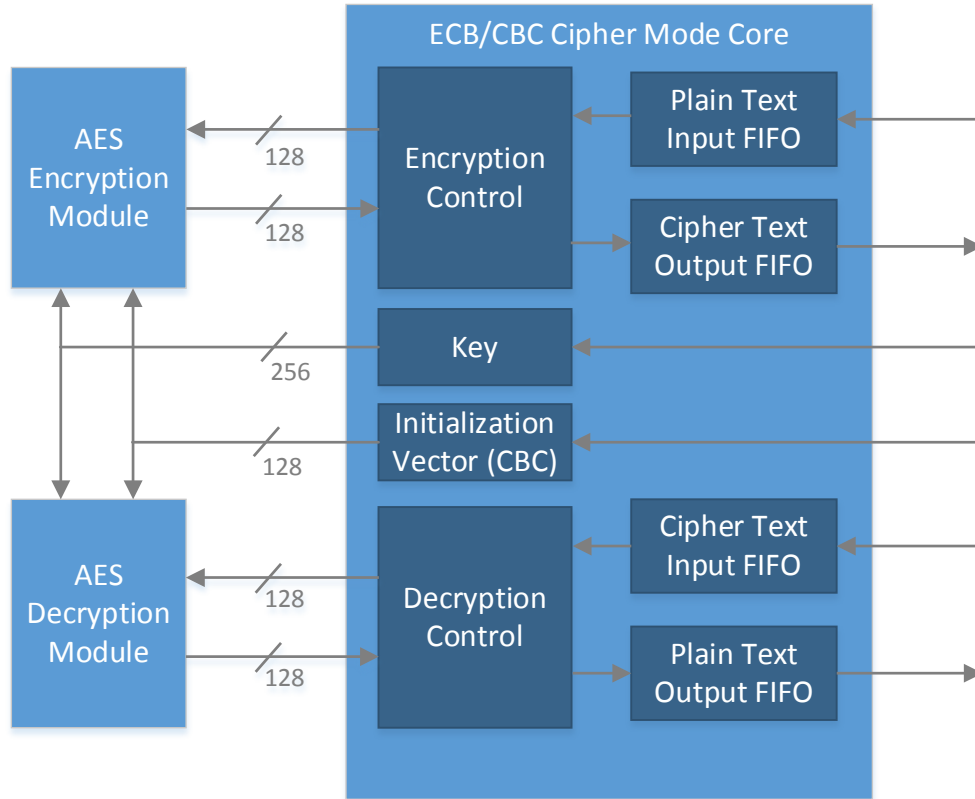 ECB/CBC Cipher Mode Core
AES
Encryption
Module
128
128
Encryption
Control
Plain Text
Input FIFO
Cipher Text
Output FIFO
256
Key
128
Initialization
Vector (CBC)
AES
Decryption
Module
128
128
Decryption
Control
Cipher Text
Input FIFO
Plain Text
Output FIFO